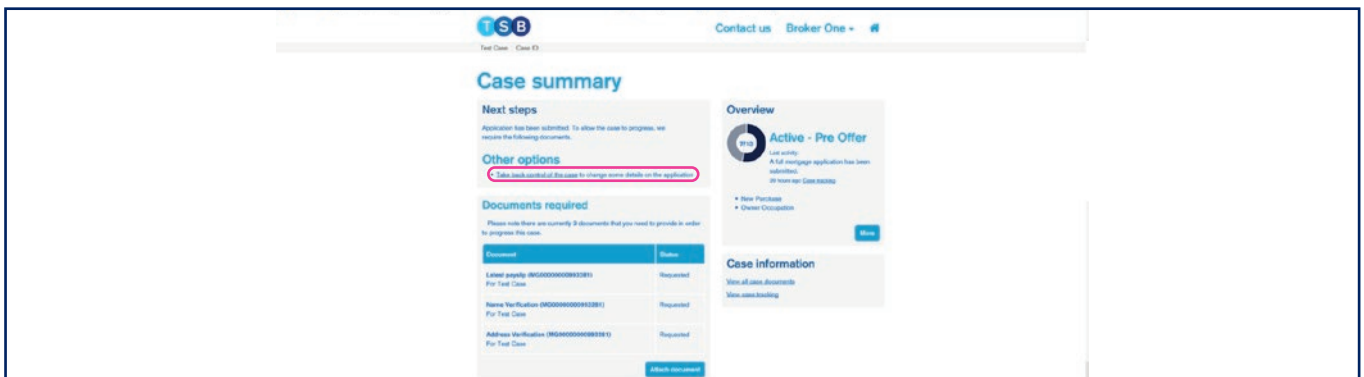 TSB
Contact us Broker One
Test Case Case ID
Case summary
Next steps
Application has been submitted. To allow the case to progress, we
require the following documents.
Other options
Take back control of the case to change some details on the application
Documents required
Please note there are currently 3 documents that you need to provide in order
to progress this case.
Document Status
Latest payslip
Requested
For Test Case
Name Verification
Requested
For Test Case
Address Verification
Requested
For Test Case
Attach document
Overview
Active - Pre Offer
Last activity:
A full mortgage application has been
submitted.
hours ago Case tracking
New Purchase
Owner Occupation
More
Case information
View all case documents
View case tracking